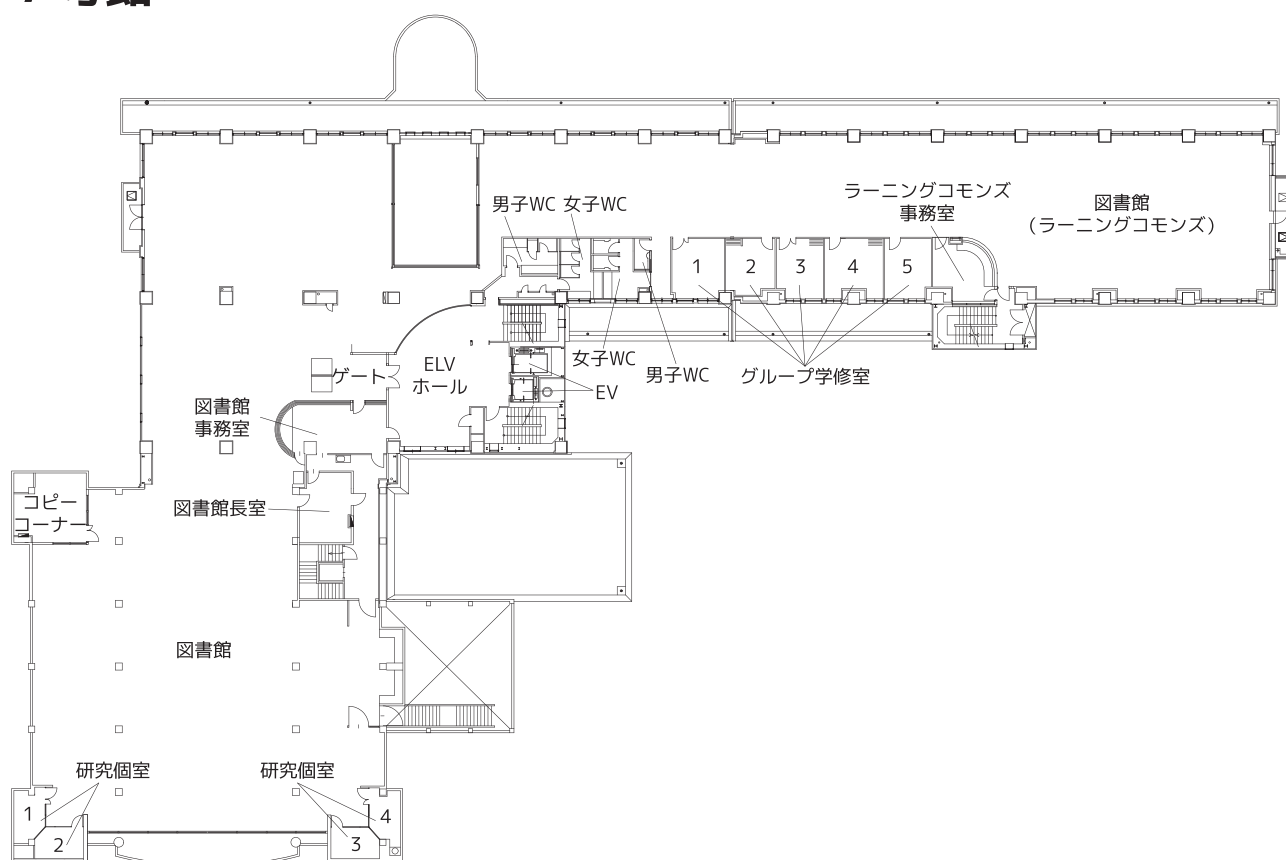 男子WC 女子WC
ラーニングコモンズ
事務室
図書館
(ラーニングコモンズ)
1
2
3
4
5
女子WC
男子WC
グループ学修室
ELV
ホール
EV
ゲート
図書館
事務室
コピー
コーナー
図書館長室
図書館
研究個室
研究個室
1
2
3
4